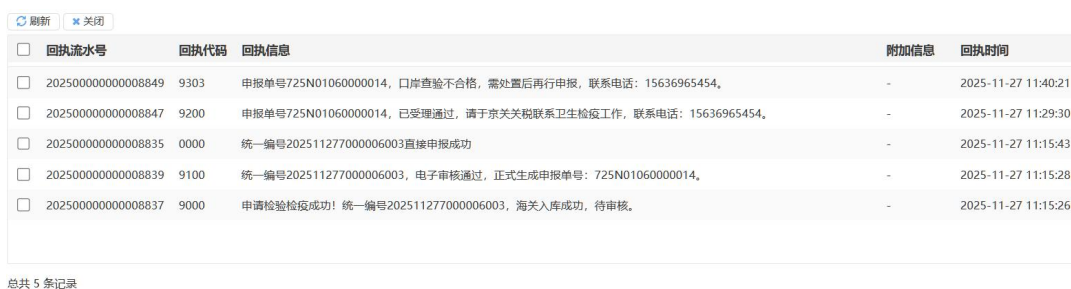 刷新 关闭
回执流水号 回执代码 回执信息 附加信息 回执时间
202500000000008849 9303 申报单号725N01060000014，口岸查验不合格，需处置后再行申报，联系电话：15636965454。 - 2025-11-27 11:40:21
202500000000008847 9200 申报单号725N01060000014，已受理通过，请于京关关税联系卫生检疫工作，联系电话：15636965454。 - 2025-11-27 11:29:30
202500000000008835 0000 统一编号202511277000006003直接申报成功 - 2025-11-27 11:15:43
202500000000008839 9100 统一编号202511277000006003，电子审核通过，正式生成申报单号：725N01060000014。 - 2025-11-27 11:15:28
202500000000008837 9000 申请检验检疫成功！统一编号202511277000006003，海关入库成功，待审核。 - 2025-11-27 11:15:26
总共 5 条记录